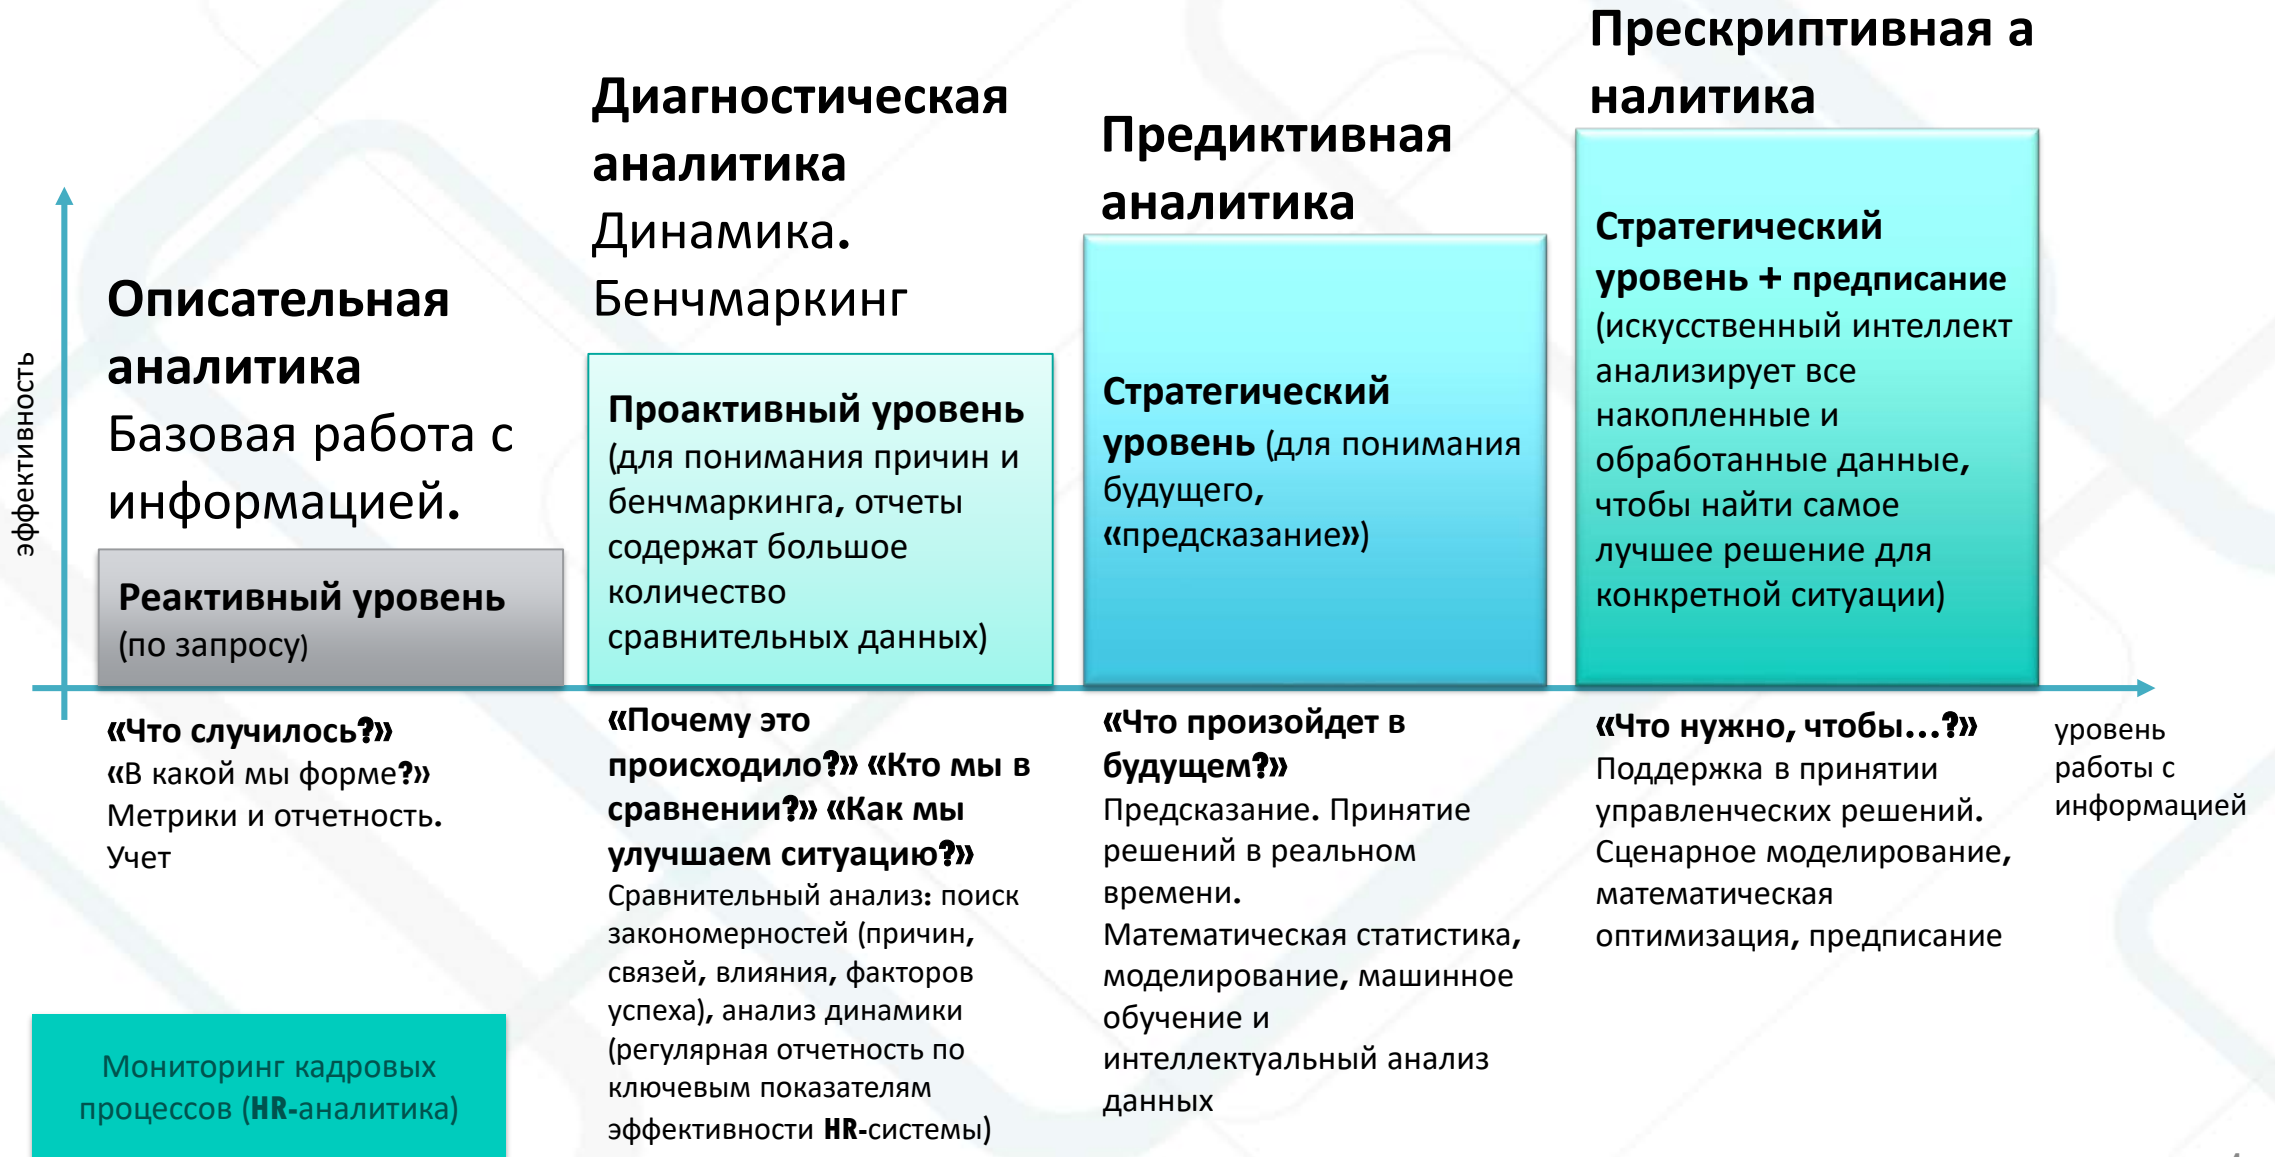 Прескриптивная а
налитика
Диагностическая
аналитика
Динамика.
Бенчмаркинг
Предиктивная
аналитика
Описательная
аналитика
Базовая работа с
информацией.
эффективность
Реактивный уровень
(по запросу)
Проактивный уровень
(для понимания причин и
бенчмаркинга, отчеты
содержат большое
количество
сравнительных данных)
Стратегический
уровень (для понимания
будущего,
«предсказание»)
Стратегический
уровень + предписание
(искусственный интеллект
анализирует все
накопленные и
обработанные данные,
чтобы найти самое
лучшее решение для
конкретной ситуации)
«Что случилось?»
«В какой мы форме?»
Метрики и отчетность.
Учет
«Почему это
происходило?» «Кто мы в
сравнении?» «Как мы
улучшаем ситуацию?»
Сравнительный анализ: поиск
закономерностей (причин,
связей, влияния, факторов
успеха), анализ динамики
(регулярная отчетность по
ключевым показателям
эффективности HR-системы)
«Что произойдет в
будущем?»
Предсказание. Принятие
решений в реальном
времени.
Математическая статистика,
моделирование, машинное
обучение и
интеллектуальный анализ
данных
«Что нужно, чтобы...?»
Поддержка в принятии
управленческих решений.
Сценарное моделирование,
математическая
оптимизация, предписание
уровень
работы с
информацией
Мониторинг кадровых
процессов (HR-аналитика)